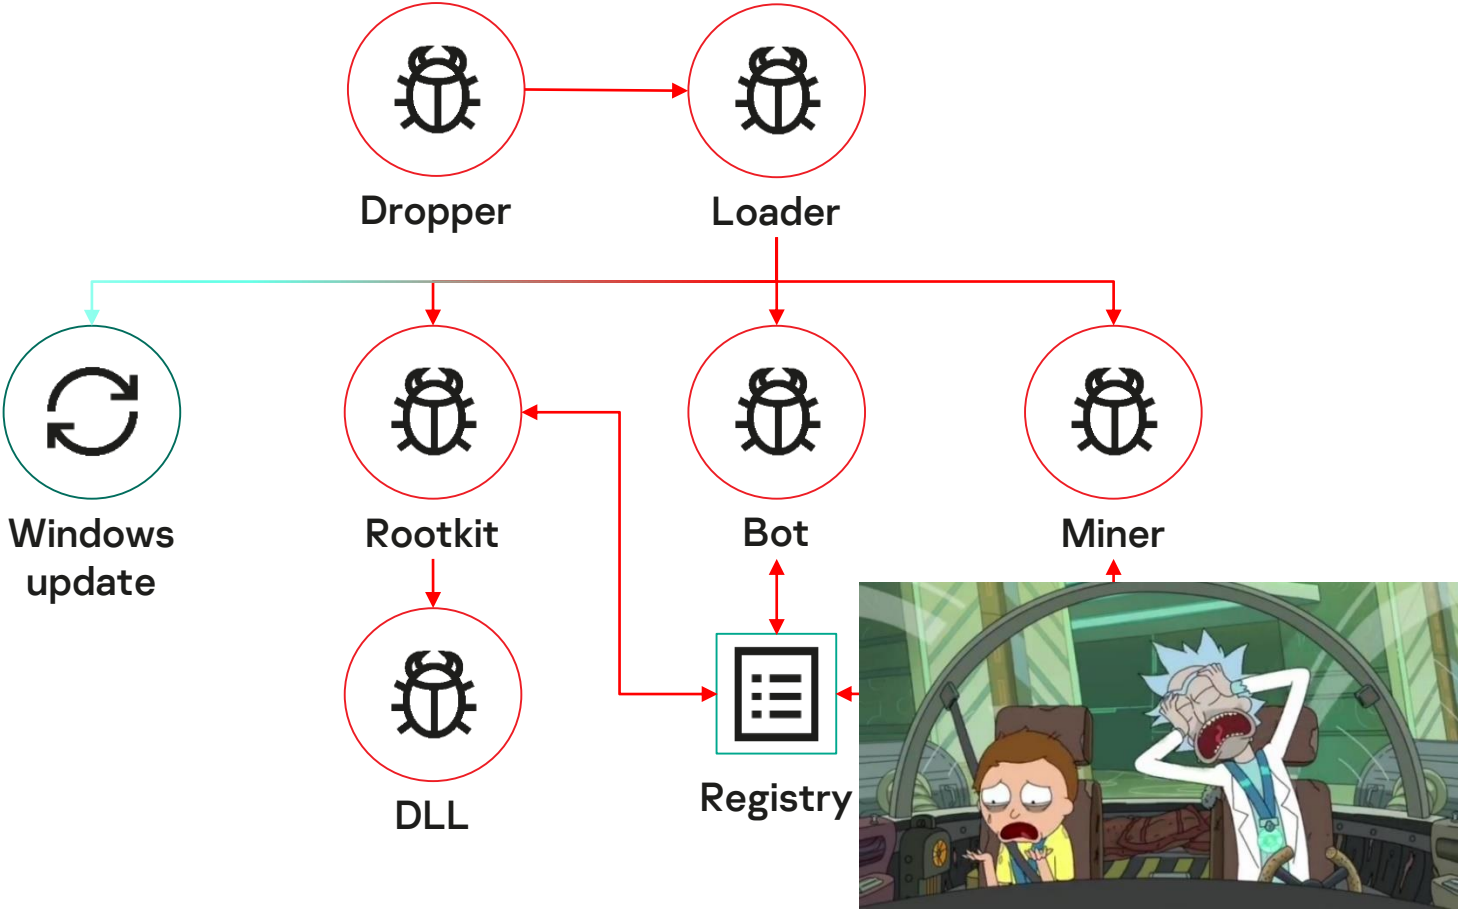 Dropper
Loader
Windows
update
Rootkit
Bot
Miner
DLL
Registry